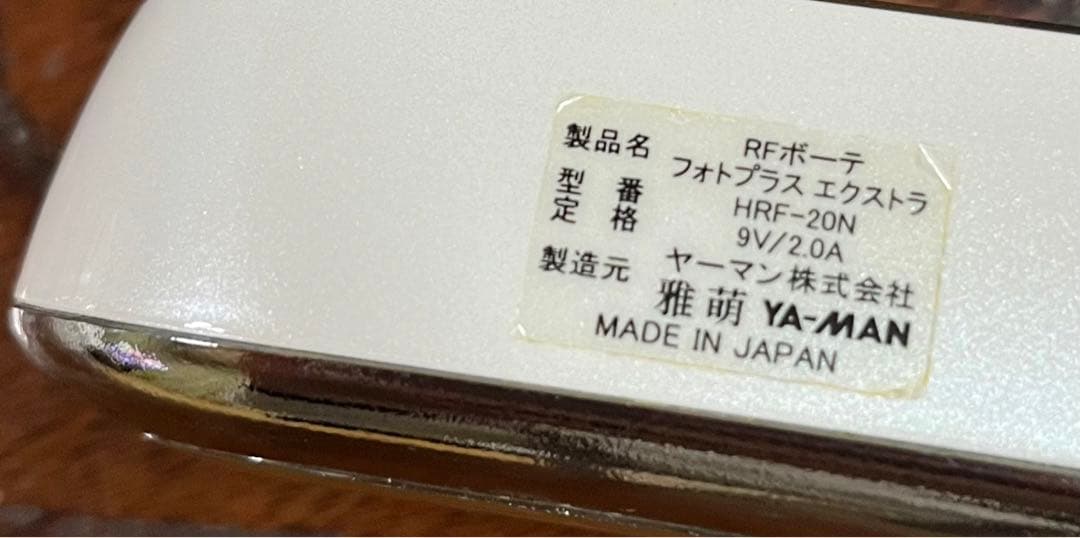 製品名 RFボーテ
フォトプラス エクストラ
型番 HRF-20N
定格 9V/2.0A
製造元 ヤーマン株式会社
雅萌 YA-MAN
MADE IN JAPAN